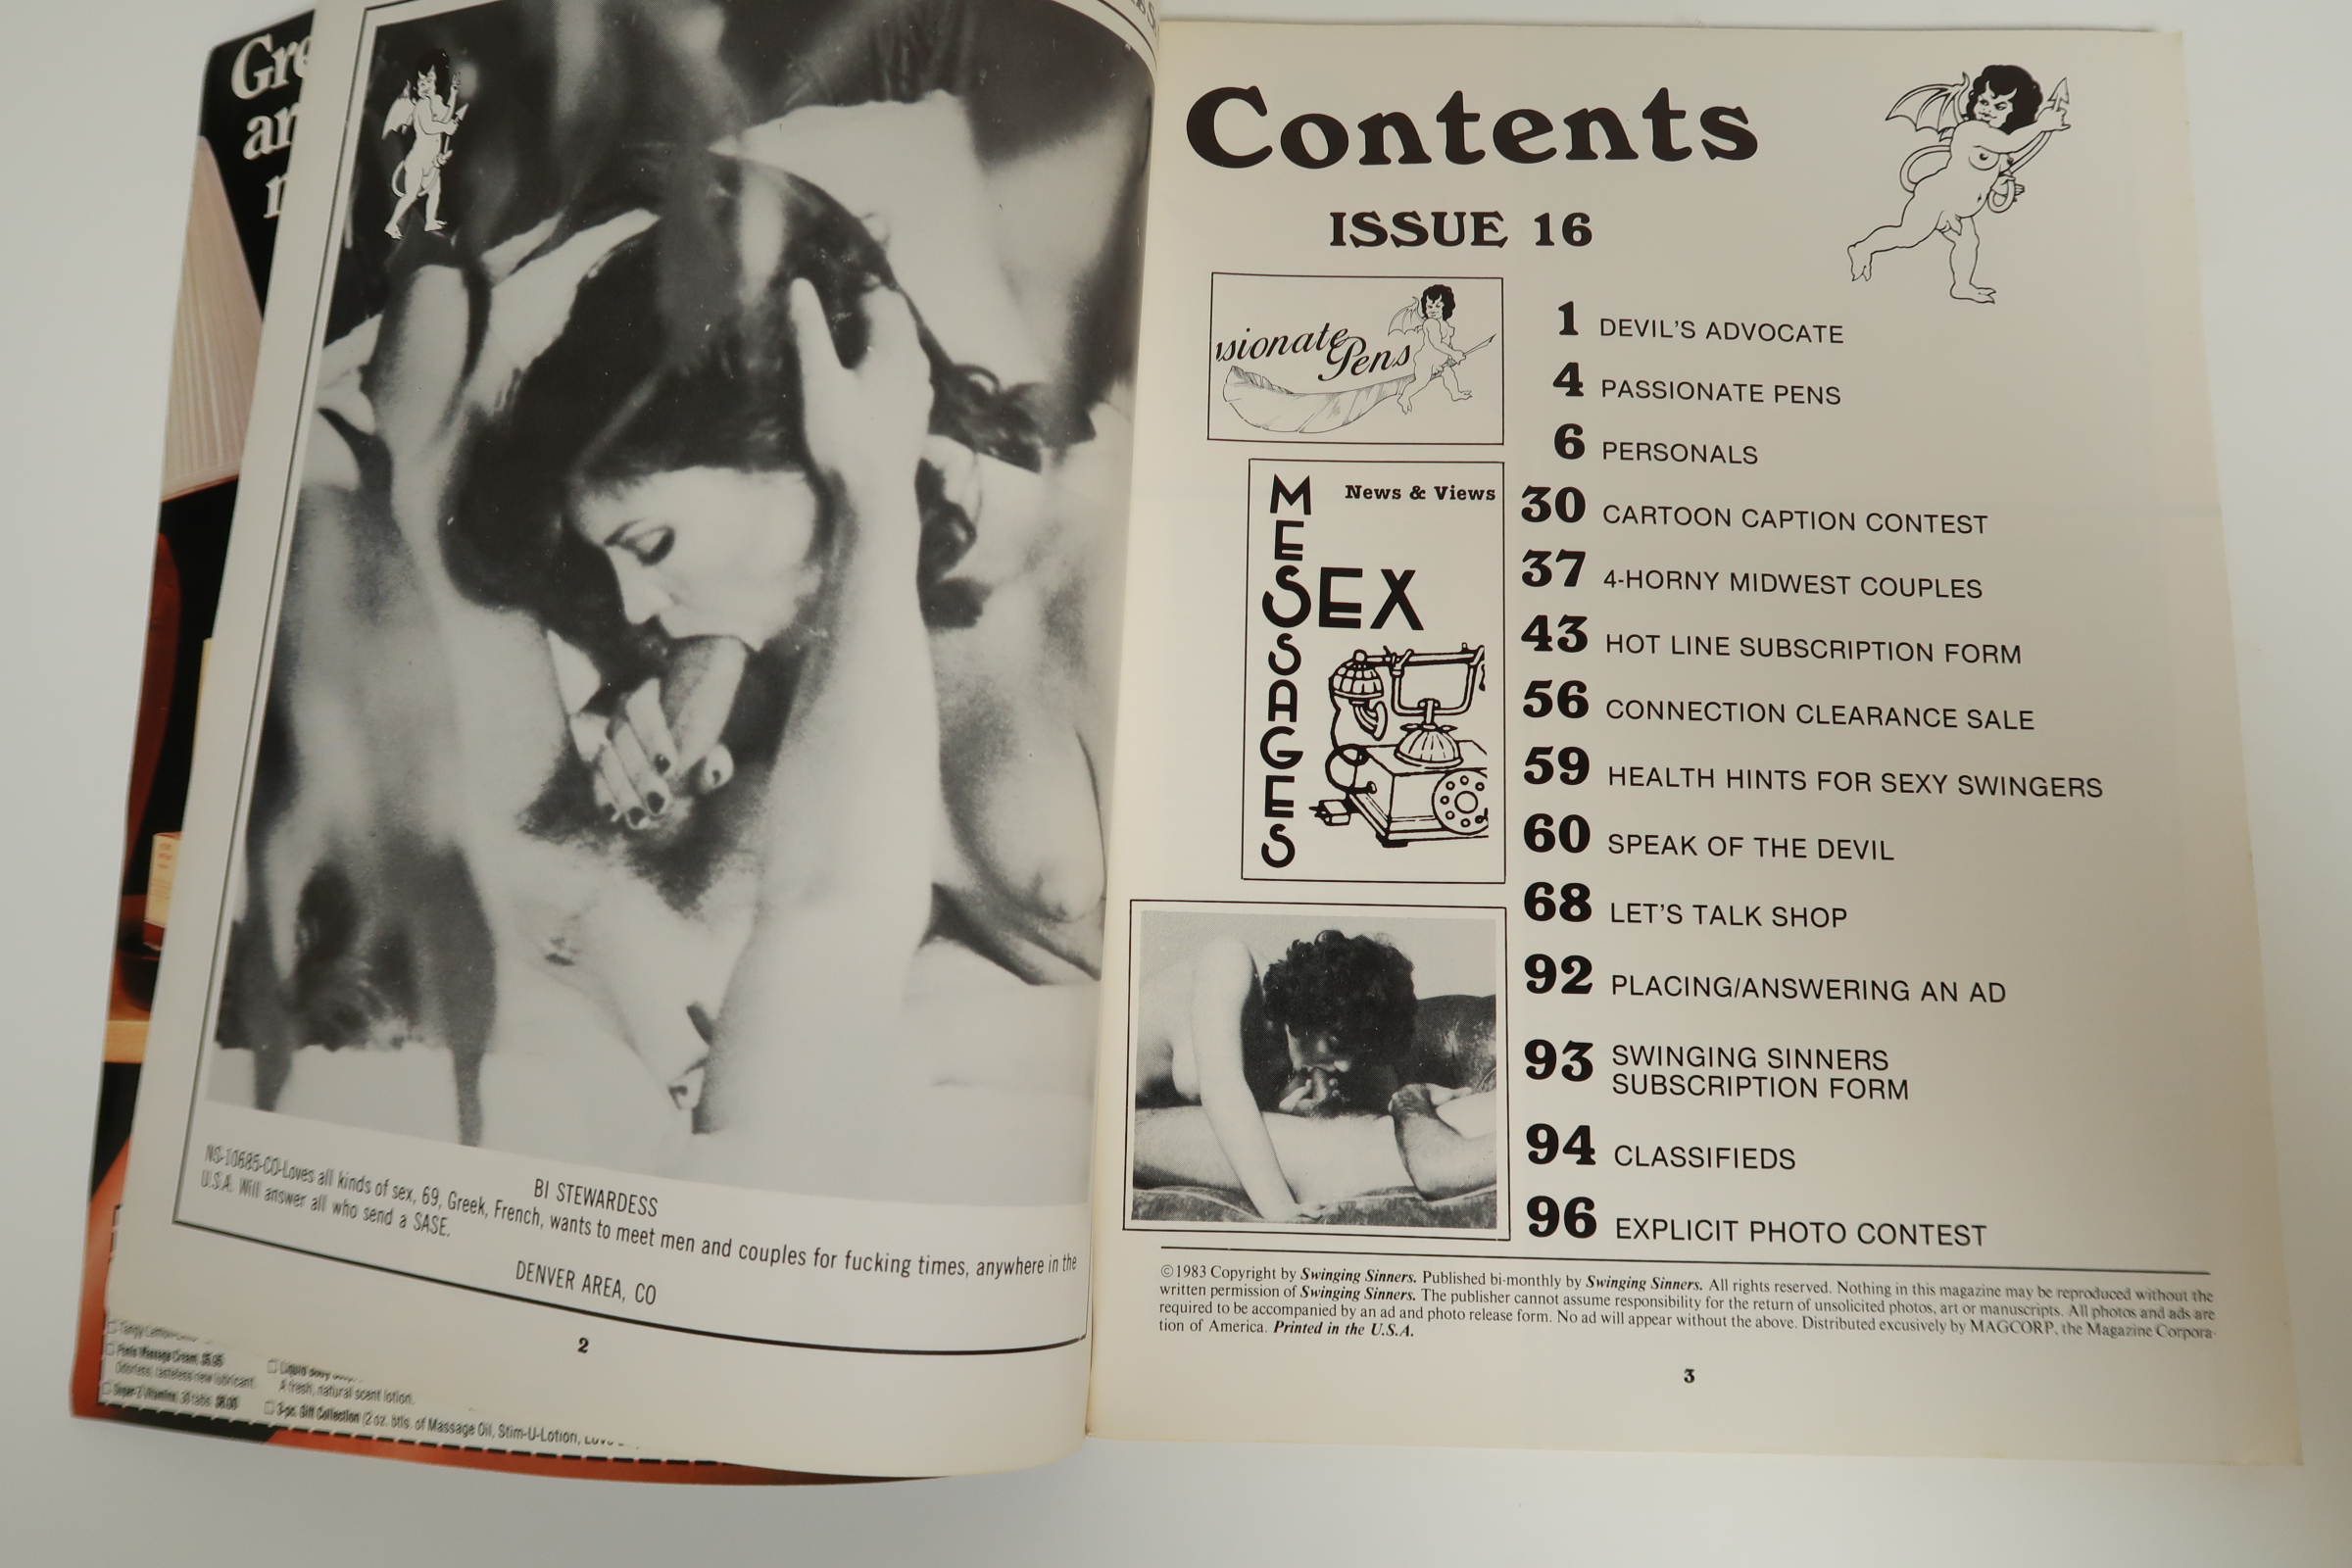 Gre
BI STEWARDESS
NS-10685-CO-Loves all kinds of sex, 69, Greek, French, wants to meet men and couples for fucking times, anywhere in the
U.S.A. Will answer all who send a SASE.
DENVER AREA, CO
2
A fresh, natural scent lotion.
3-pc. Gift Collection (2 oz. btls. of Massage Oil, Stim-U-Lotion,
Contents
ISSUE 16
sionate
Pens
News & Views
MESSAGES
SEX
1 DEVIL'S ADVOCATE
4 PASSIONATE PENS
6 PERSONALS
30 CARTOON CAPTION CONTEST
37 4-HORNY MIDWEST COUPLES
43 HOT LINE SUBSCRIPTION FORM
56 CONNECTION CLEARANCE SALE
59 HEALTH HINTS FOR SEXY SWINGERS
60 SPEAK OF THE DEVIL
68 LET'S TALK SHOP
92 PLACING/ANSWERING AN AD
93 SWINGING SINNERS
SUBSCRIPTION FORM
94 CLASSIFIEDS
96 EXPLICIT PHOTO CONTEST
©1983 Copyright by Swinging Sinners. Published bi-monthly by Swinging Sinners. All rights reserved. Nothing in this magazine may be reproduced without the
written permission of Swinging Sinners. The publisher cannot assume responsibility for the return of unsolicited photos, art or manuscripts. All photos and ads are
required to be accompanied by an ad and photo release form. No ad will appear without the above. Distributed excusively by MAGCORP, the Magazine Corpora-
tion of America. Printed in the U.S.A.
3